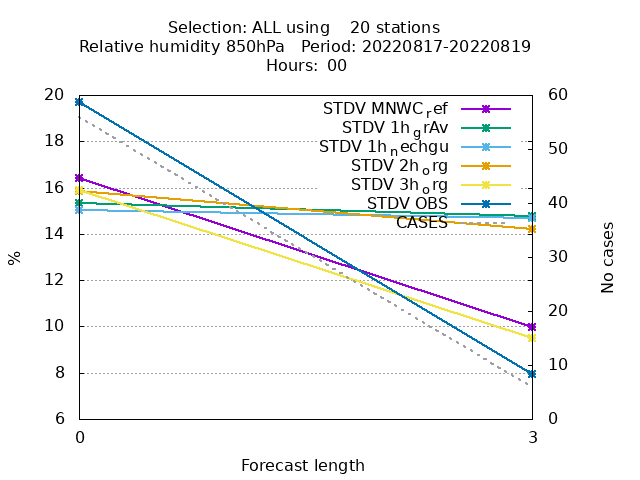 Selection: ALL using    20 stations
Relative humidity 850hPa   Period: 20220817-20220819
Hours: 00
20
60
STDV MNWC_ref
STDV 1h_grAv
18
50
STDV 1h_nechgu
STDV 2h_org
16
STDV 3h_org
40
STDV OBS
CASES
14
%
30
No cases
12
20
10
10
8
6
0
0
3
Forecast length